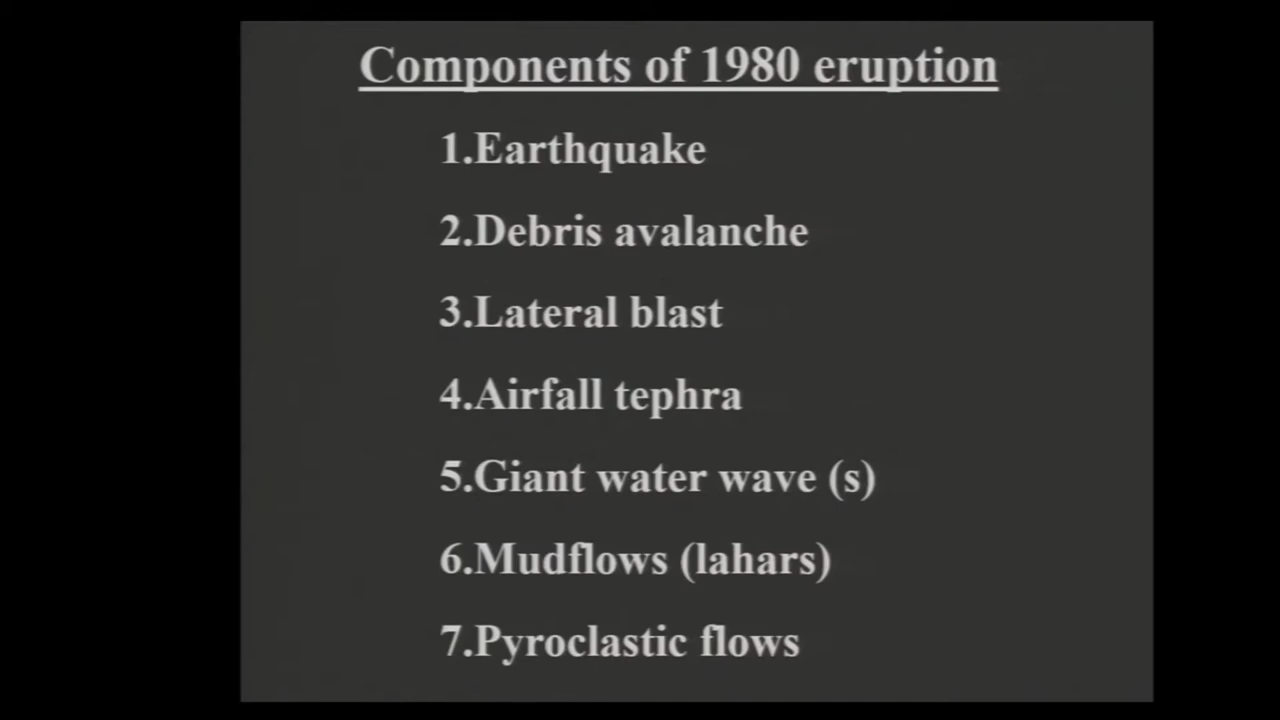 Components of 1980 eruption
1.Earthquake
2.Debris avalanche
3.Lateral blast
4.Airfall tephra
5.Giant water wave (s)
6.Mudflows (lahars)
7.Pyroclastic flows